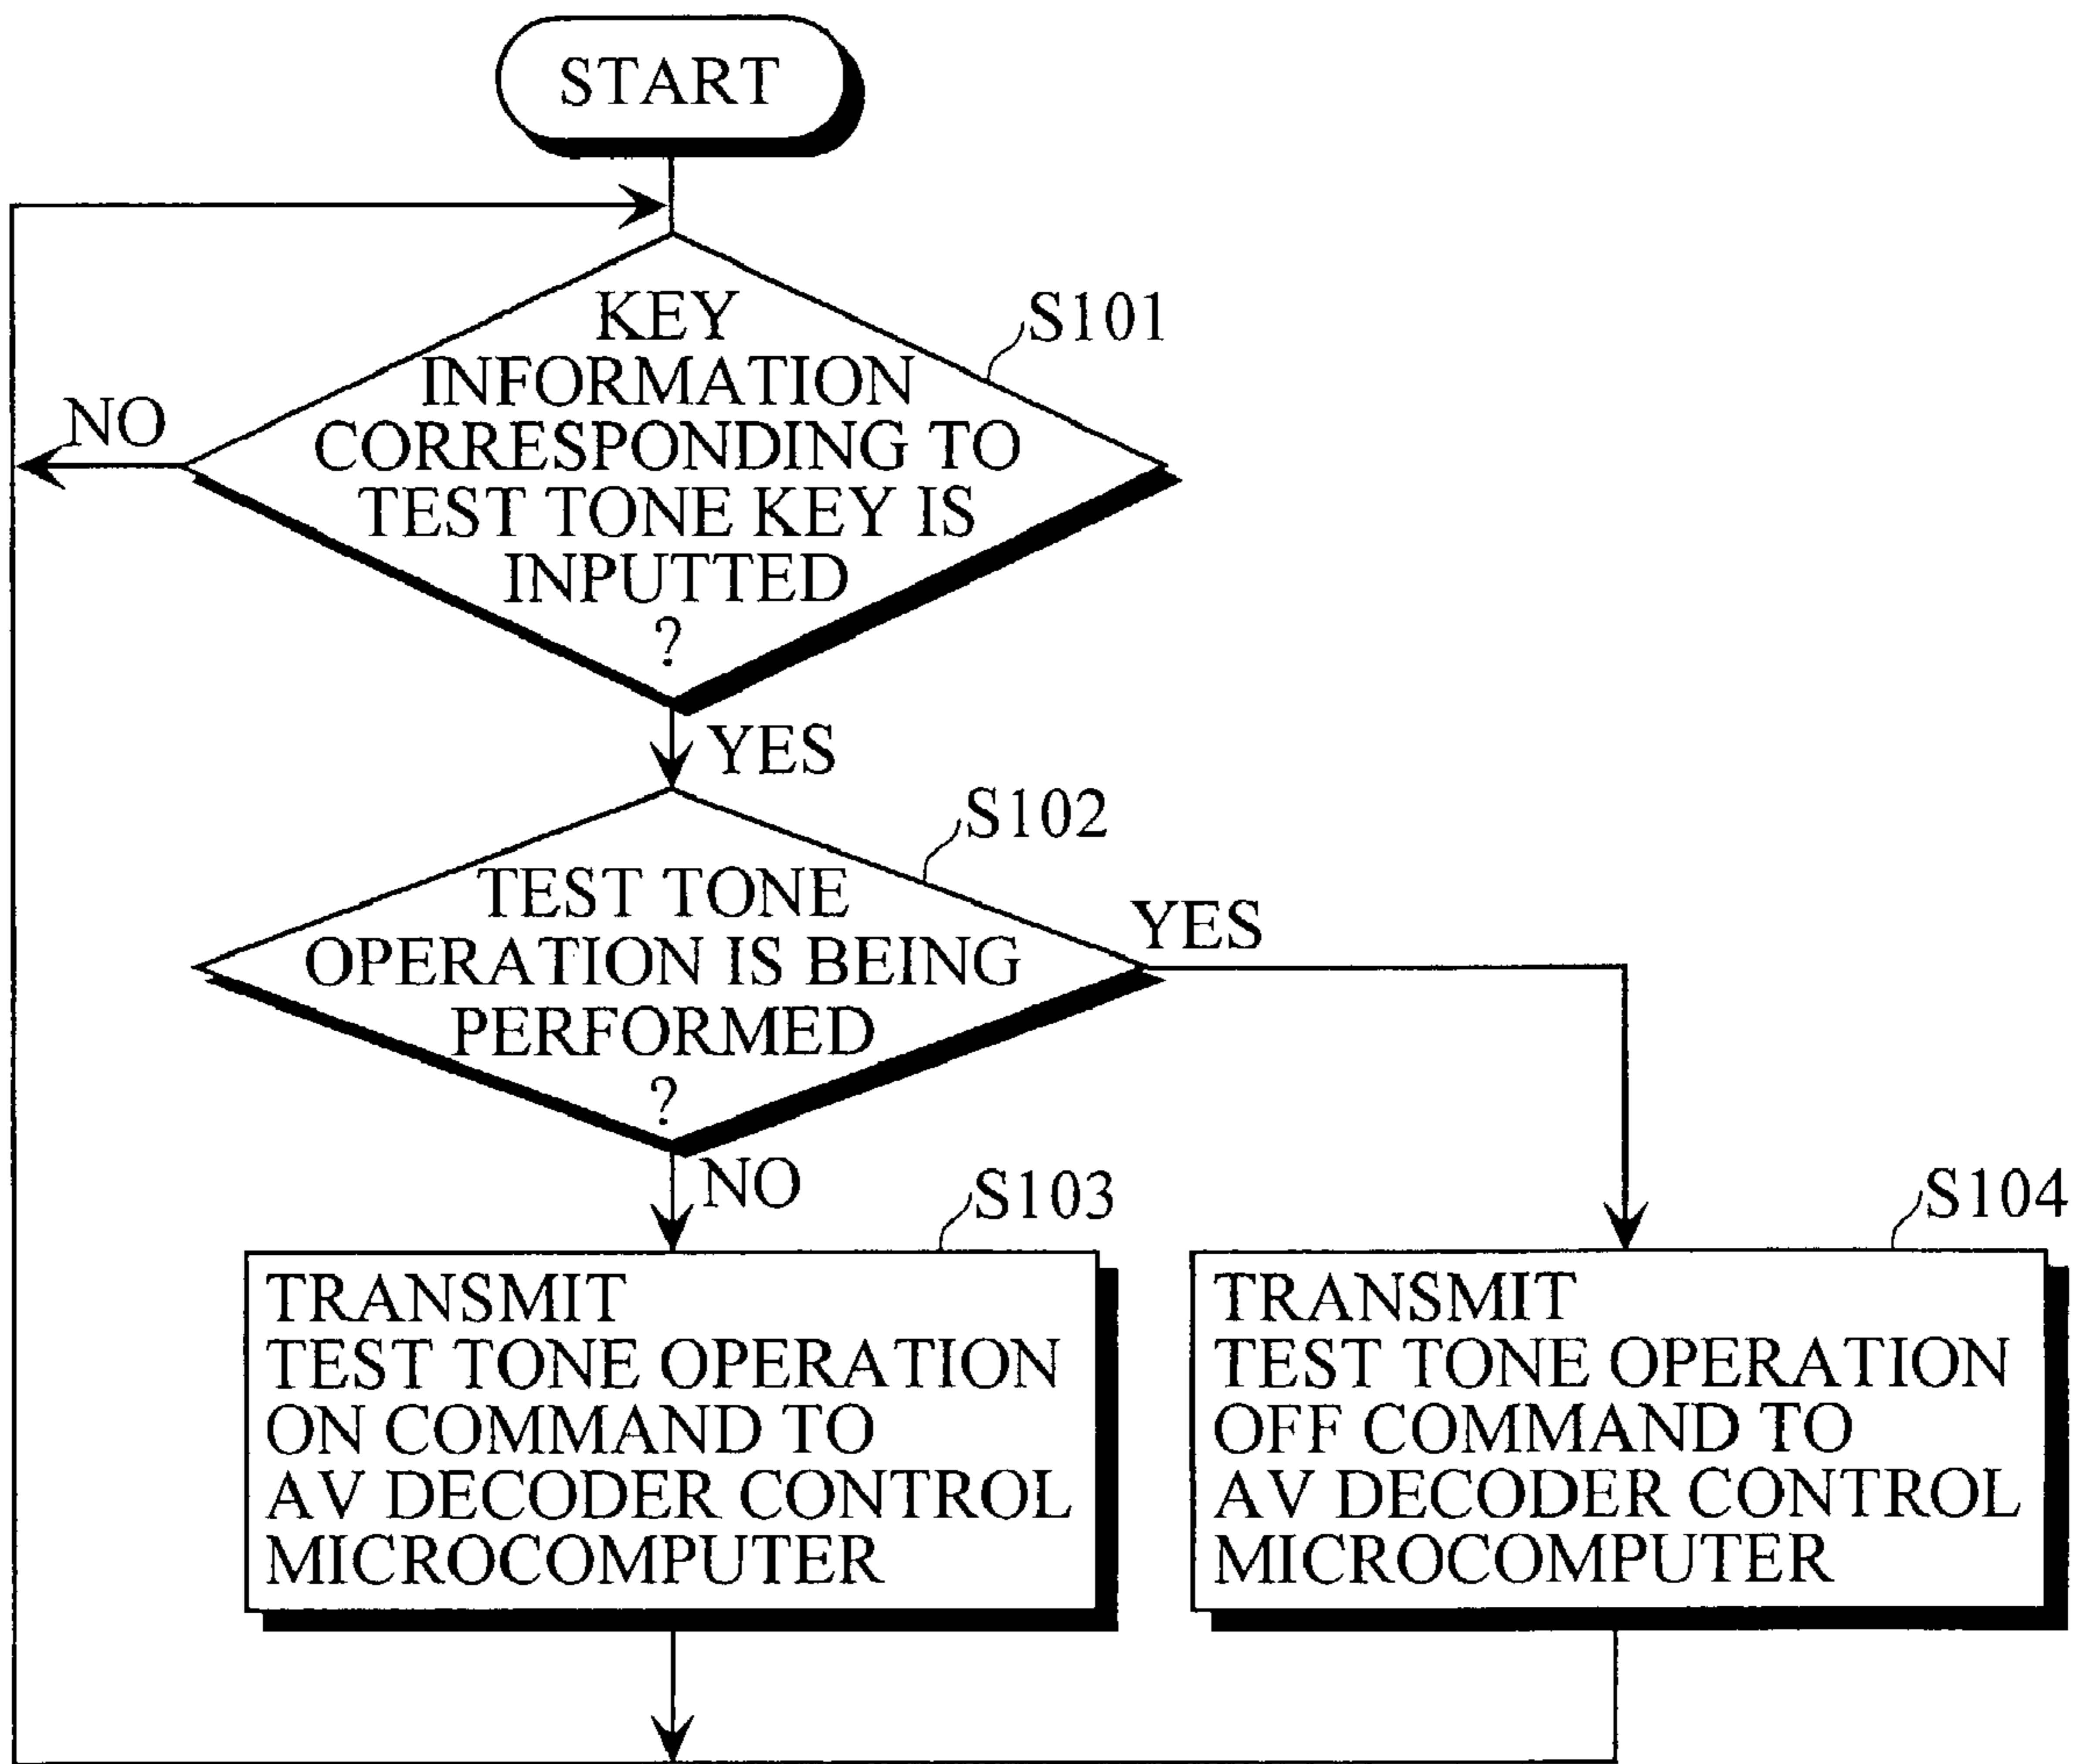 START
KEY
INFORMATION
CORRESPONDING TO
TEST TONE KEY IS
INPUTTED
?
S101
NO
YES
S102
TEST TONE
OPERATION IS BEING
PERFORMED
?
YES
NO
S103
TRANSMIT
TEST TONE OPERATION
ON COMMAND TO
AV DECODER CONTROL
MICROCOMPUTER
S104
TRANSMIT
TEST TONE OPERATION
OFF COMMAND TO
AV DECODER CONTROL
MICROCOMPUTER